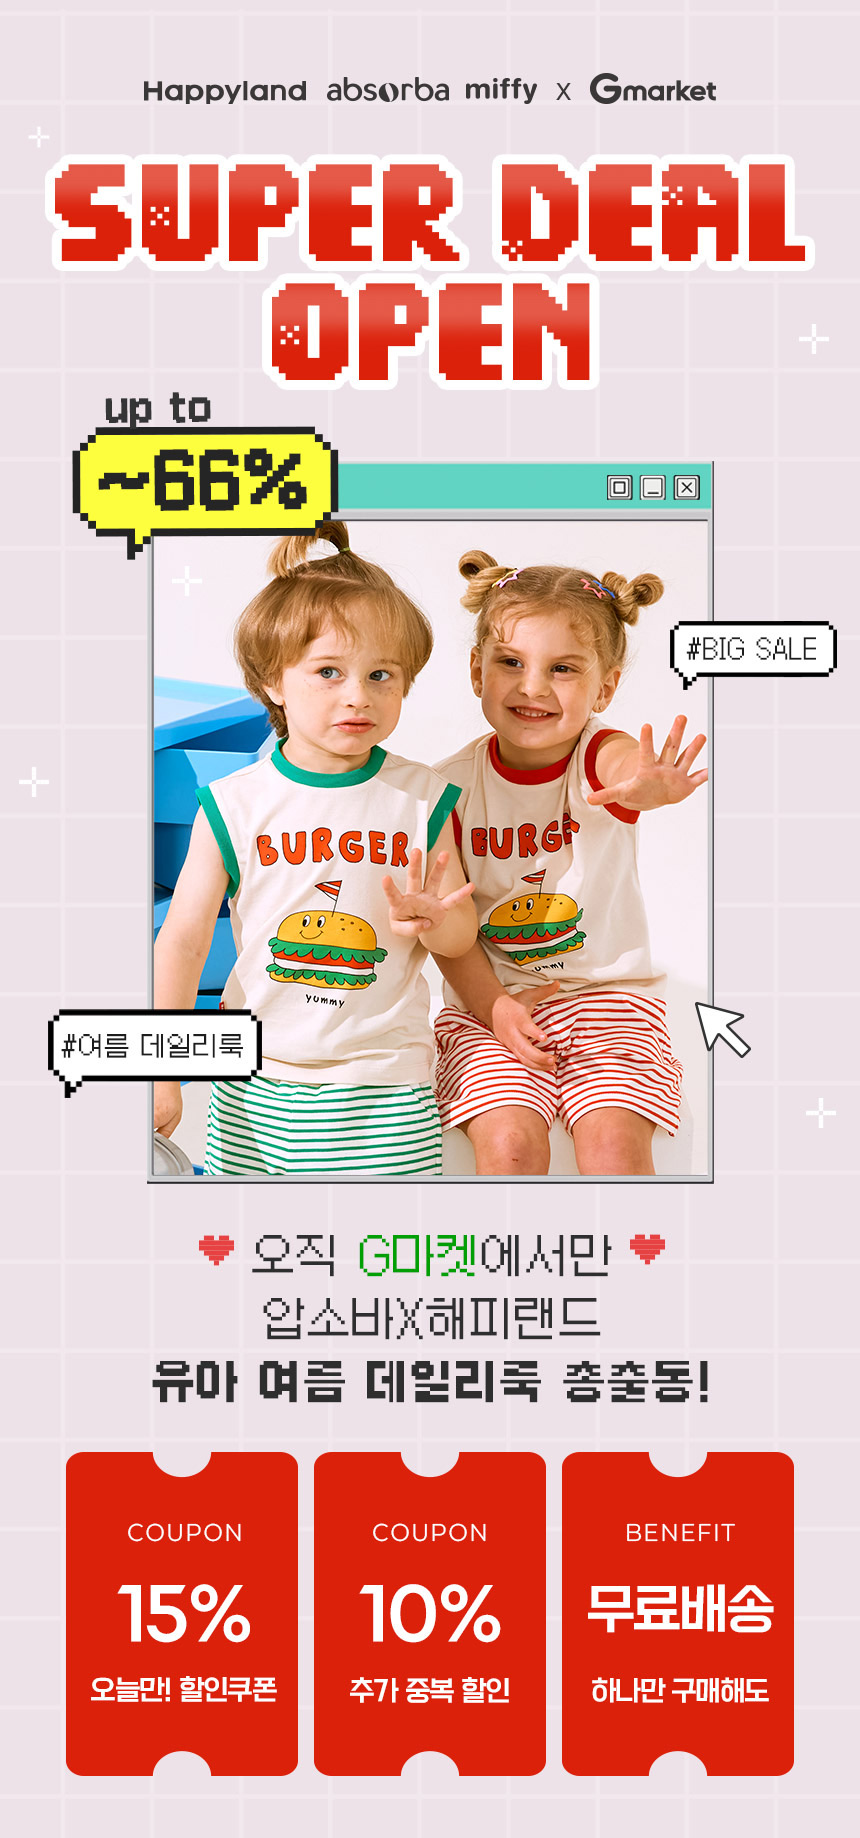 Happyland absorba miffy x Gmarket
SUPER DEAL
OPEN
up to
~66%
#BIG SALE
BURGER
yummy
BURGE
yummy
#여름 데일리룩
오직 G마켓에서만
압소바X해피랜드
유아 여름 데일리룩 총출동!
COUPON
15%
오늘만! 할인쿠폰
COUPON
10%
추가 중복 할인
BENEFIT
무료배송
하나만 구매해도